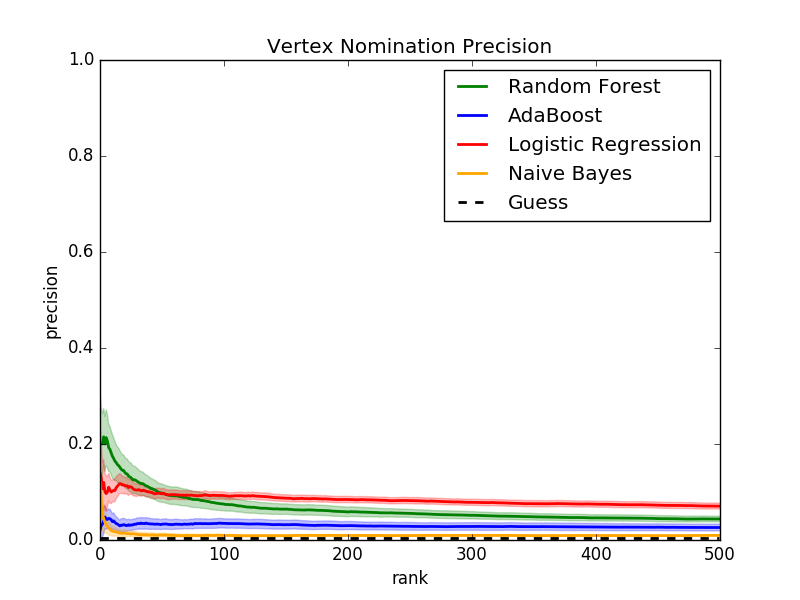 Vertex Nomination Precision
1.0
Random Forest
AdaBoost
Logistic Regression
Naive Bayes
Guess
0.8
0.6
precision
0.4
0.2
0.0
0 100 200 300 400 500
rank